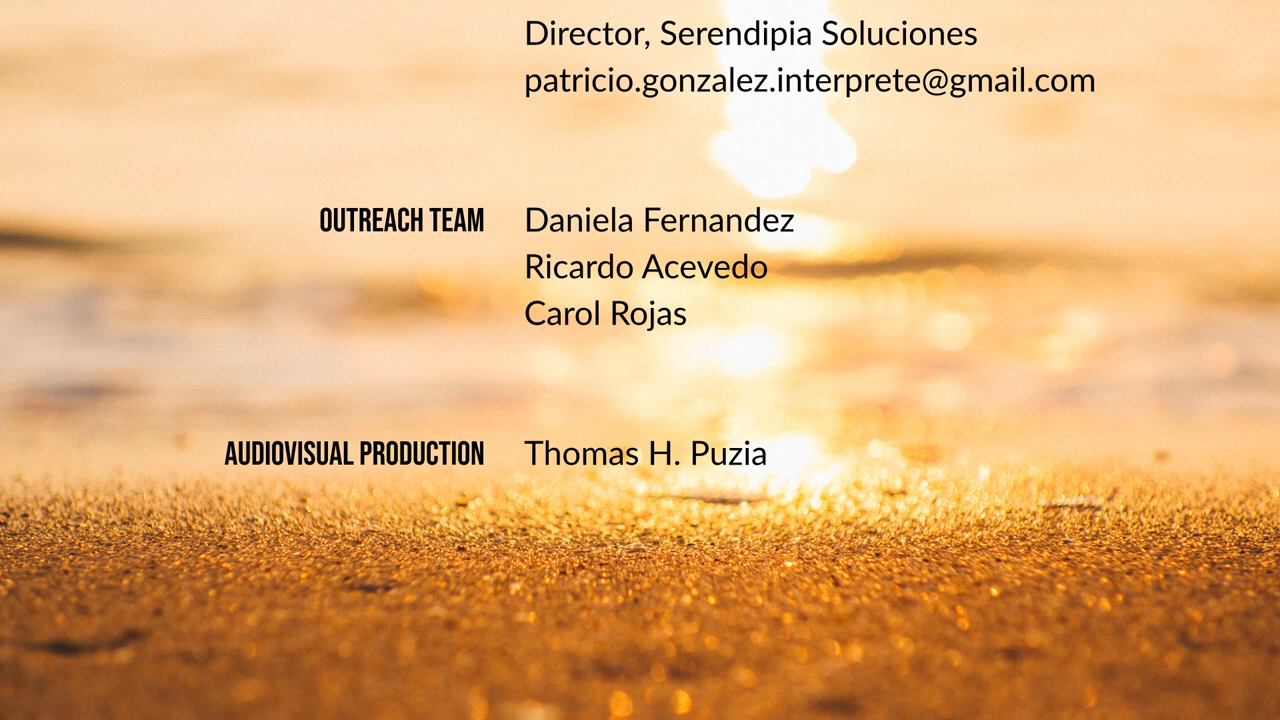 Director, Serendipia Soluciones
patricio.gonzalez.interprete@gmail.com
OUTREACH TEAM Daniela Fernandez
Ricardo Acevedo
Carol Rojas
AUDIOVISUAL PRODUCTION Thomas H. Puzia